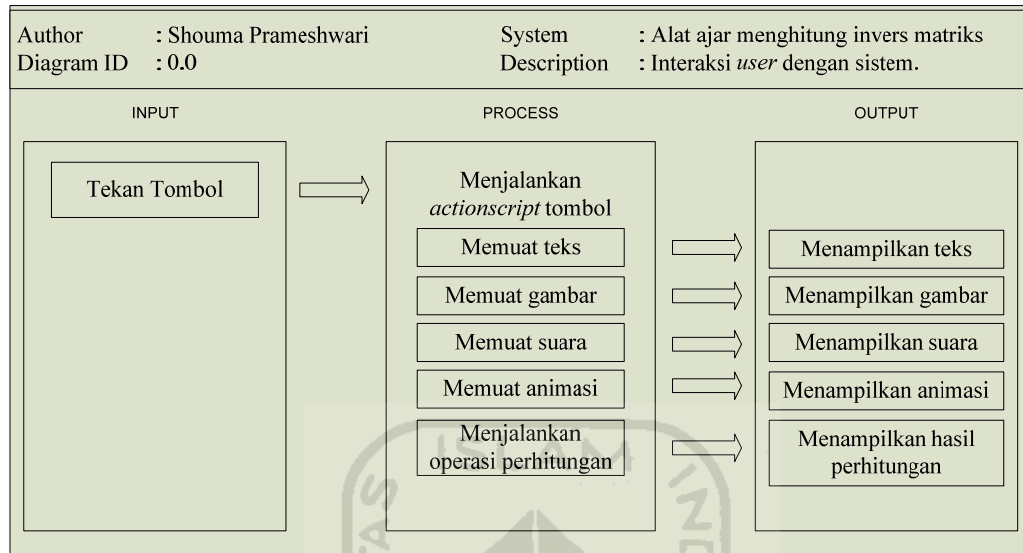 Author : Shouma Prameshwari
System : Alat ajar menghitung invers matriks
Diagram ID : 0.0
Description : Interaksi user dengan sistem.
INPUT
PROCESS
OUTPUT
Tekan Tombol
Menjalankan
actionscript tombol
Memuat teks
Menampilkan teks
Memuat gambar
Menampilkan gambar
Memuat suara
Menampilkan suara
Memuat animasi
Menampilkan animasi
Menjalankan
operasi perhitungan
Menampilkan hasil
perhitungan
ISLAM